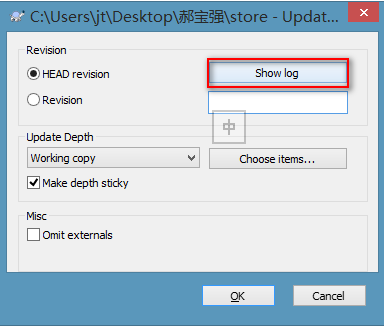 C:\Users\jt\Desktop\郝宝强\store - Updat...
Revision
HEAD revision
Show log
Revision
中
Update Depth
Working copy
Choose items...
Make depth sticky
Misc
Omit externals
OK
Cancel